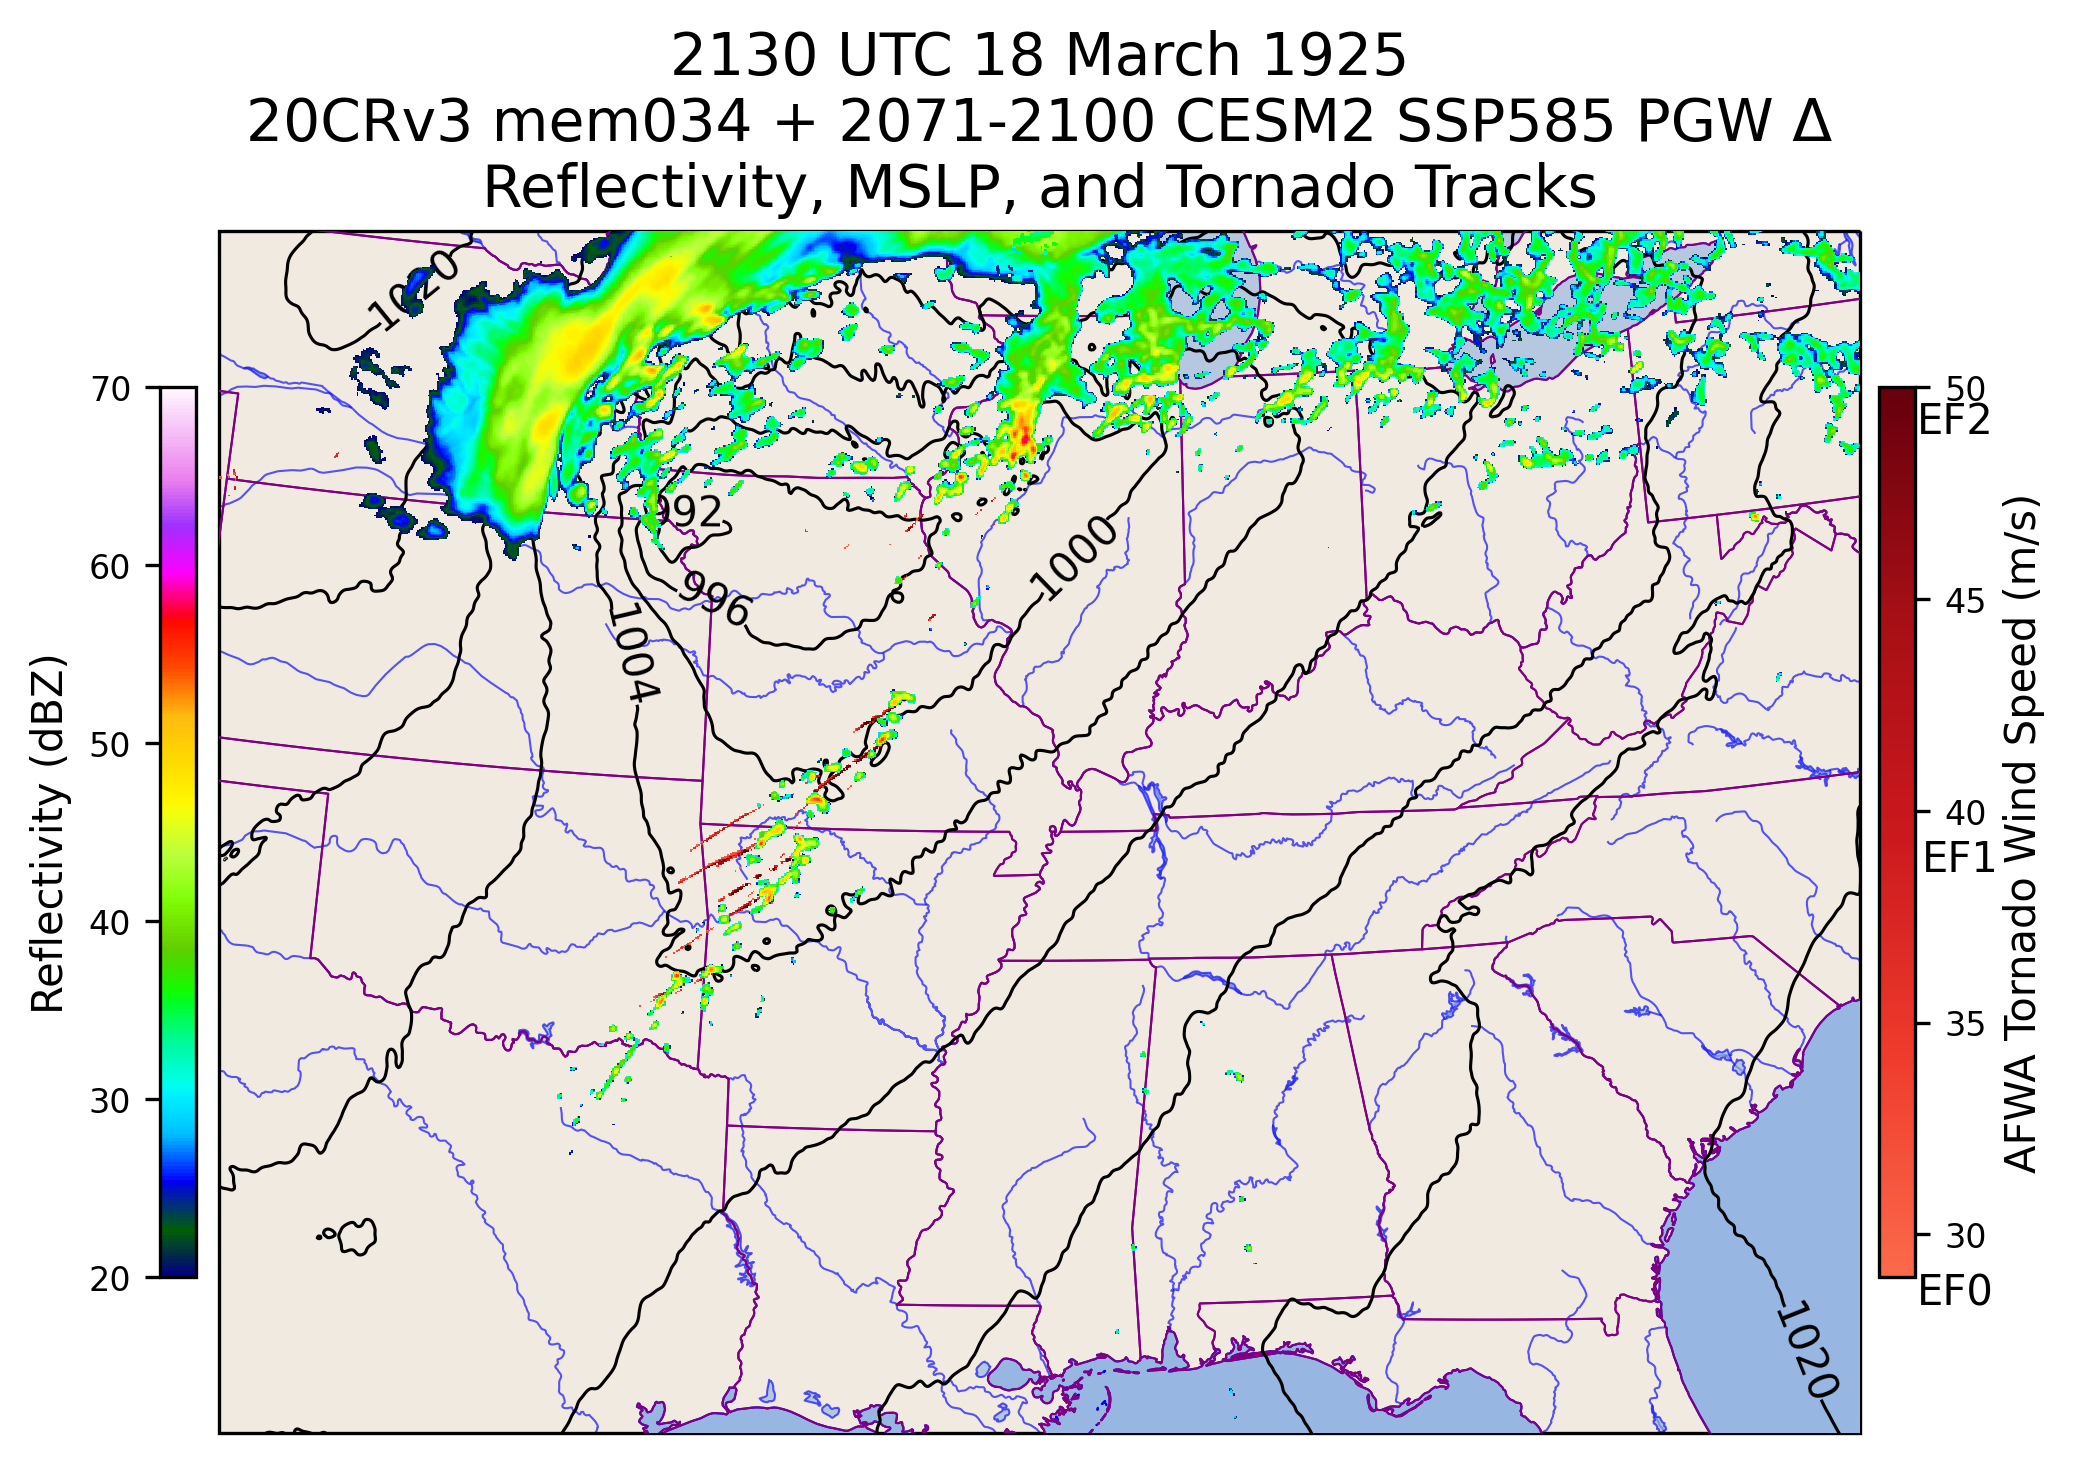 2130 UTC 18 March 1925
20CRv3 mem034 + 2071-2100 CESM2 SSP585 PGW Δ
Reflectivity, MSLP, and Tornado Tracks
1020
992
996
1000
1004
1020
70
60
50
40
30
20
Reflectivity (dBZ)
50
EF2
45
40
EF1
35
30
EF0
AFWA Tornado Wind Speed (m/s)